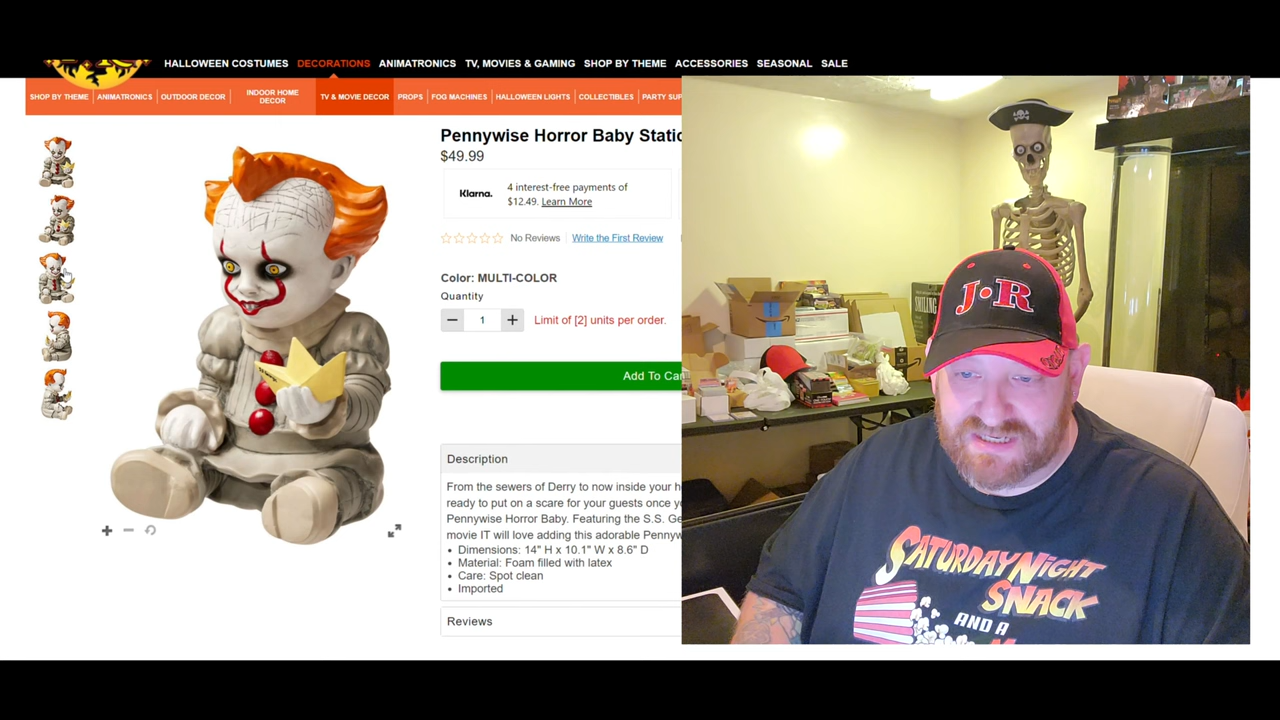 HALLOWEEN COSTUMES DECORATIONS ANIMATRONICS TV, MOVIES & GAMING SHOP BY THEME ACCESSORIES SEASONAL SALE
SHOP BY THEME ANIMATRONICS OUTDOOR DECOR INDOOR HOME DECOR TV & MOVIE DECOR PROPS FOG MACHINES HALLOWEEN LIGHTS COLLECTIBLES PARTY SUP
Pennywise Horror Baby Static
$49.99
Klarna.
4 interest-free payments of
$12.49. Learn More
No Reviews Write the First Review
Color: MULTI-COLOR
Quantity
1
Limit of [2] units per order.
Add To Car
Description
From the sewers of Derry to now inside your h
ready to put on a scare for your guests once yo
Pennywise Horror Baby. Featuring the S.S. Ge
movie IT will love adding this adorable Pennyw
• Dimensions: 14" H x 10.1" W x 8.6" D
• Material: Foam filled with latex
• Care: Spot clean
• Imported
Reviews
SMILING
J•R
SATURDAY NIGHT
SNACK
AND A